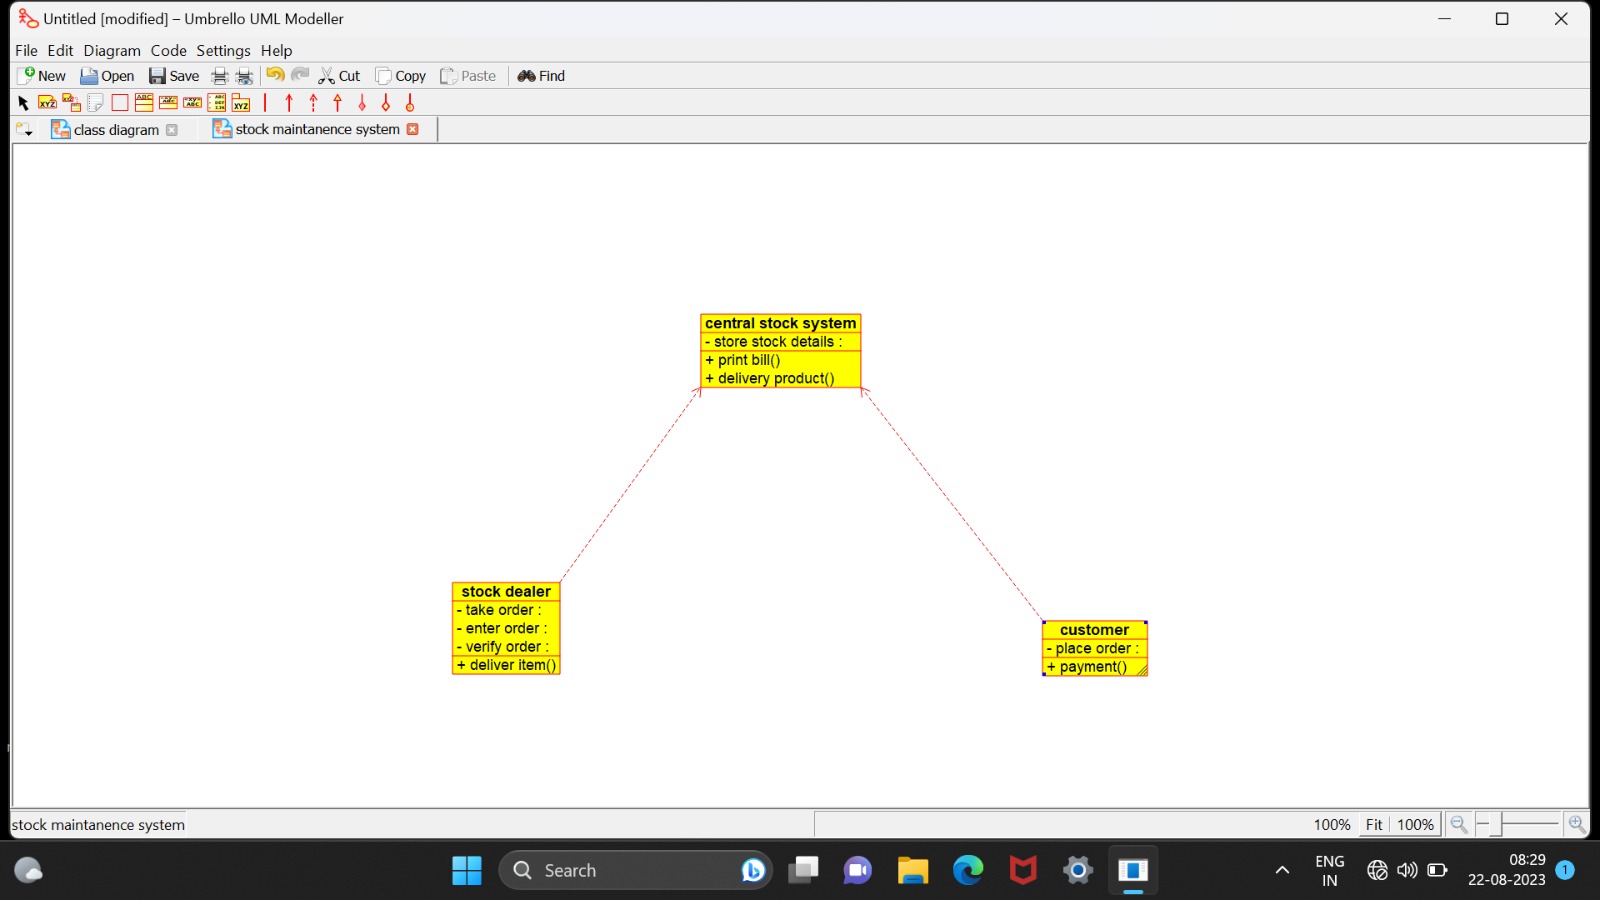 Untitled [modified] – Umbrello UML Modeller
File Edit Diagram Code Settings Help
New Open Save Cut Copy Paste Find
class diagram stock maintanence system
central stock system
- store stock details :
+ print bill()
+ delivery product()
stock dealer
- take order :
- enter order :
- verify order :
+ deliver item()
customer
- place order :
+ payment()
stock maintanence system
100% Fit 100%
Search
ENG
IN
08:29
22-08-2023
1